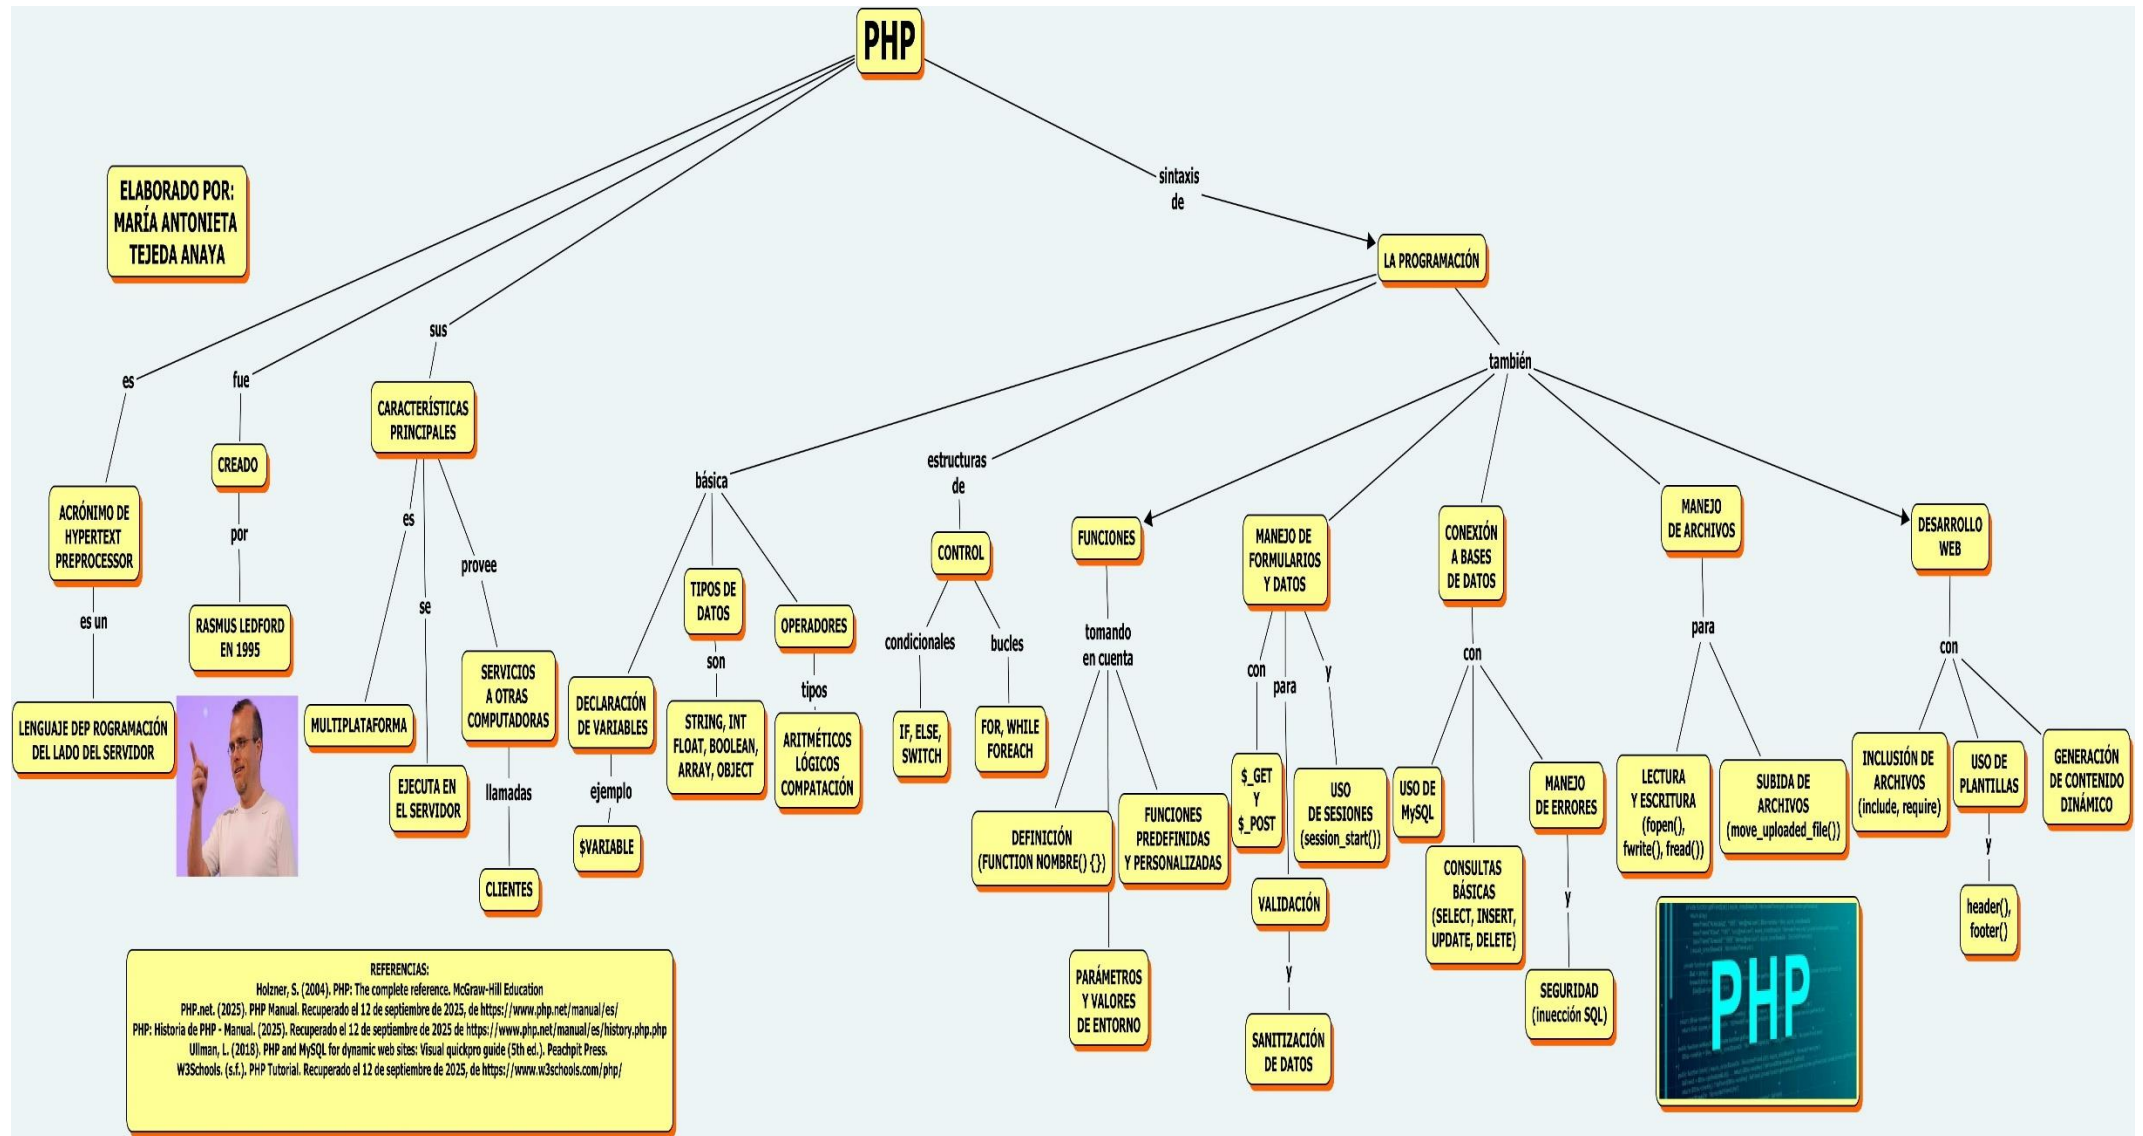 PHP
sintaxis
de
ELABORADO POR:
MARÍA ANTONIETA
TEJEDA ANAYA
LA PROGRAMACIÓN
es
ACRÓNIMO DE
HYPERTEXT
PREPROCESSOR
es un
LENGUAJE DEP ROGRAMACIÓN
DEL LADO DEL SERVIDOR
fue
CREADO
por
RASMUS LEDFORD
EN 1995
sus
CARACTERÍSTICAS
PRINCIPALES
es
MULTIPLATAFORMA
se
EJECUTA EN
EL SERVIDOR
provee
SERVICIOS
A OTRAS
COMPUTADORAS
llamadas
CLIENTES
básica
DECLARACIÓN
DE VARIABLES
ejemplo
$VARIABLE
TIPOS DE
DATOS
son
STRING, INT
FLOAT, BOOLEAN,
ARRAY, OBJECT
OPERADORES
tipos
ARITMÉTICOS
LÓGICOS
COMPATACIÓN
estructuras
de
CONTROL
condicionales
IF, ELSE,
SWITCH
bucles
FOR, WHILE
FOREACH
también
FUNCIONES
tomando
en cuenta
DEFINICIÓN
(FUNCTION NOMBRE() {})
PARÁMETROS
Y VALORES
DE ENTORNO
FUNCIONES
PREDEFINIDAS
Y PERSONALIZADAS
MANEJO DE
FORMULARIOS
Y DATOS
con
$_GET
Y
$_POST
para
VALIDACIÓN
y
SANITIZACIÓN
DE DATOS
y
USO
DE SESIONES
(session_start())
CONEXIÓN
A BASES
DE DATOS
con
USO DE
MySQL
CONSULTAS
BÁSICAS
(SELECT, INSERT,
UPDATE, DELETE)
MANEJO
DE ERRORES
y
SEGURIDAD
(inuección SQL)
MANEJO
DE ARCHIVOS
para
LECTURA
Y ESCRITURA
(fopen(),
fwrite(), fread())
SUBIDA DE
ARCHIVOS
(move_uploaded_file())
DESARROLLO
WEB
con
INCLUSIÓN DE
ARCHIVOS
(include, require)
USO DE
PLANTILLAS
y
header(),
footer()
GENERACIÓN
DE CONTENIDO
DINÁMICO
PHP
REFERENCIAS:
Holzner, S. (2004). PHP: The complete reference. McGraw-Hill Education
PHP.net. (2025). PHP Manual. Recuperado el 12 de septiembre de 2025, de https://www.php.net/manual/es/
PHP: Historia de PHP - Manual. (2025). Recuperado el 12 de septiembre de 2025 de https://www.php.net/manual/es/history.php.php
Ullman, L. (2018). PHP and MySQL for dynamic web sites: Visual quickpro guide (5th ed.). Peachpit Press.
W3Schools. (s.f.). PHP Tutorial. Recuperado el 12 de septiembre de 2025, de https://www.w3schools.com/php/